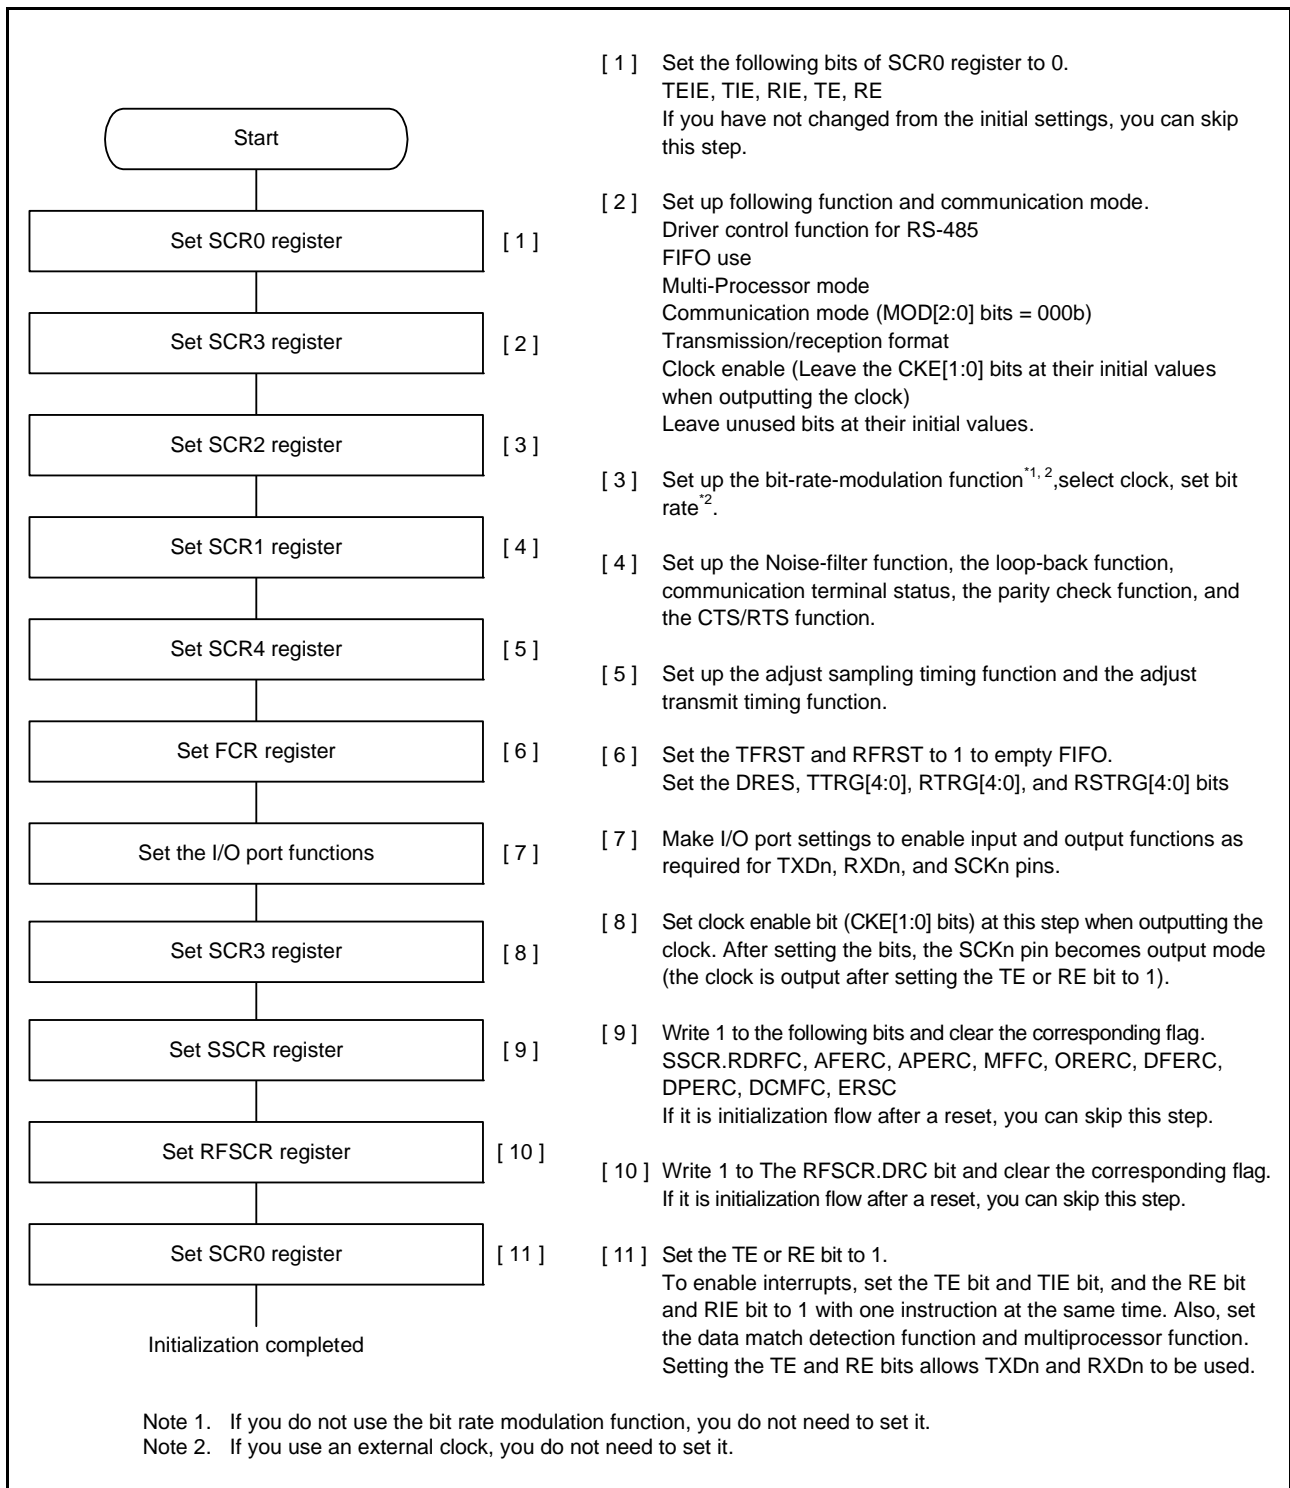 Start
Set SCR0 register
[ 1 ]
Set SCR3 register
[ 2 ]
Set SCR2 register
[ 3 ]
Set SCR1 register
[ 4 ]
Set SCR4 register
[ 5 ]
Set FCR register
[ 6 ]
Set the I/O port functions
[ 7 ]
Set SCR3 register
[ 8 ]
Set SSCR register
[ 9 ]
Set RFSCR register
[ 10 ]
Set SCR0 register
[ 11 ]
Initialization completed
[ 1 ] Set the following bits of SCR0 register to 0.
TEIE, TIE, RIE, TE, RE
If you have not changed from the initial settings, you can skip
this step.
[ 2 ] Set up following function and communication mode.
Driver control function for RS-485
FIFO use
Multi-Processor mode
Communication mode (MOD[2:0] bits = 000b)
Transmission/reception format
Clock enable (Leave the CKE[1:0] bits at their initial values
when outputting the clock)
Leave unused bits at their initial values.
[ 3 ] Set up the bit-rate-modulation function*1, 2,select clock, set bit
rate*2.
[ 4 ] Set up the Noise-filter function, the loop-back function,
communication terminal status, the parity check function, and
the CTS/RTS function.
[ 5 ] Set up the adjust sampling timing function and the adjust
transmit timing function.
[ 6 ] Set the TFRST and RFRST to 1 to empty FIFO.
Set the DRES, TTRG[4:0], RTRG[4:0], and RSTRG[4:0] bits
[ 7 ] Make I/O port settings to enable input and output functions as
required for TXDn, RXDn, and SCKn pins.
[ 8 ] Set clock enable bit (CKE[1:0] bits) at this step when outputting the
clock. After setting the bits, the SCKn pin becomes output mode
(the clock is output after setting the TE or RE bit to 1).
[ 9 ] Write 1 to the following bits and clear the corresponding flag.
SSCR.RDRFC, AFERC, APERC, MFFC, ORERC, DFERC,
DPERC, DCMFC, ERSC
If it is initialization flow after a reset, you can skip this step.
[ 10 ] Write 1 to The RFSCR.DRC bit and clear the corresponding flag.
If it is initialization flow after a reset, you can skip this step.
[ 11 ] Set the TE or RE bit to 1.
To enable interrupts, set the TE bit and TIE bit, and the RE bit
and RIE bit to 1 with one instruction at the same time. Also, set
the data match detection function and multiprocessor function.
Setting the TE and RE bits allows TXDn and RXDn to be used.
Note 1. If you do not use the bit rate modulation function, you do not need to set it.
Note 2. If you use an external clock, you do not need to set it.